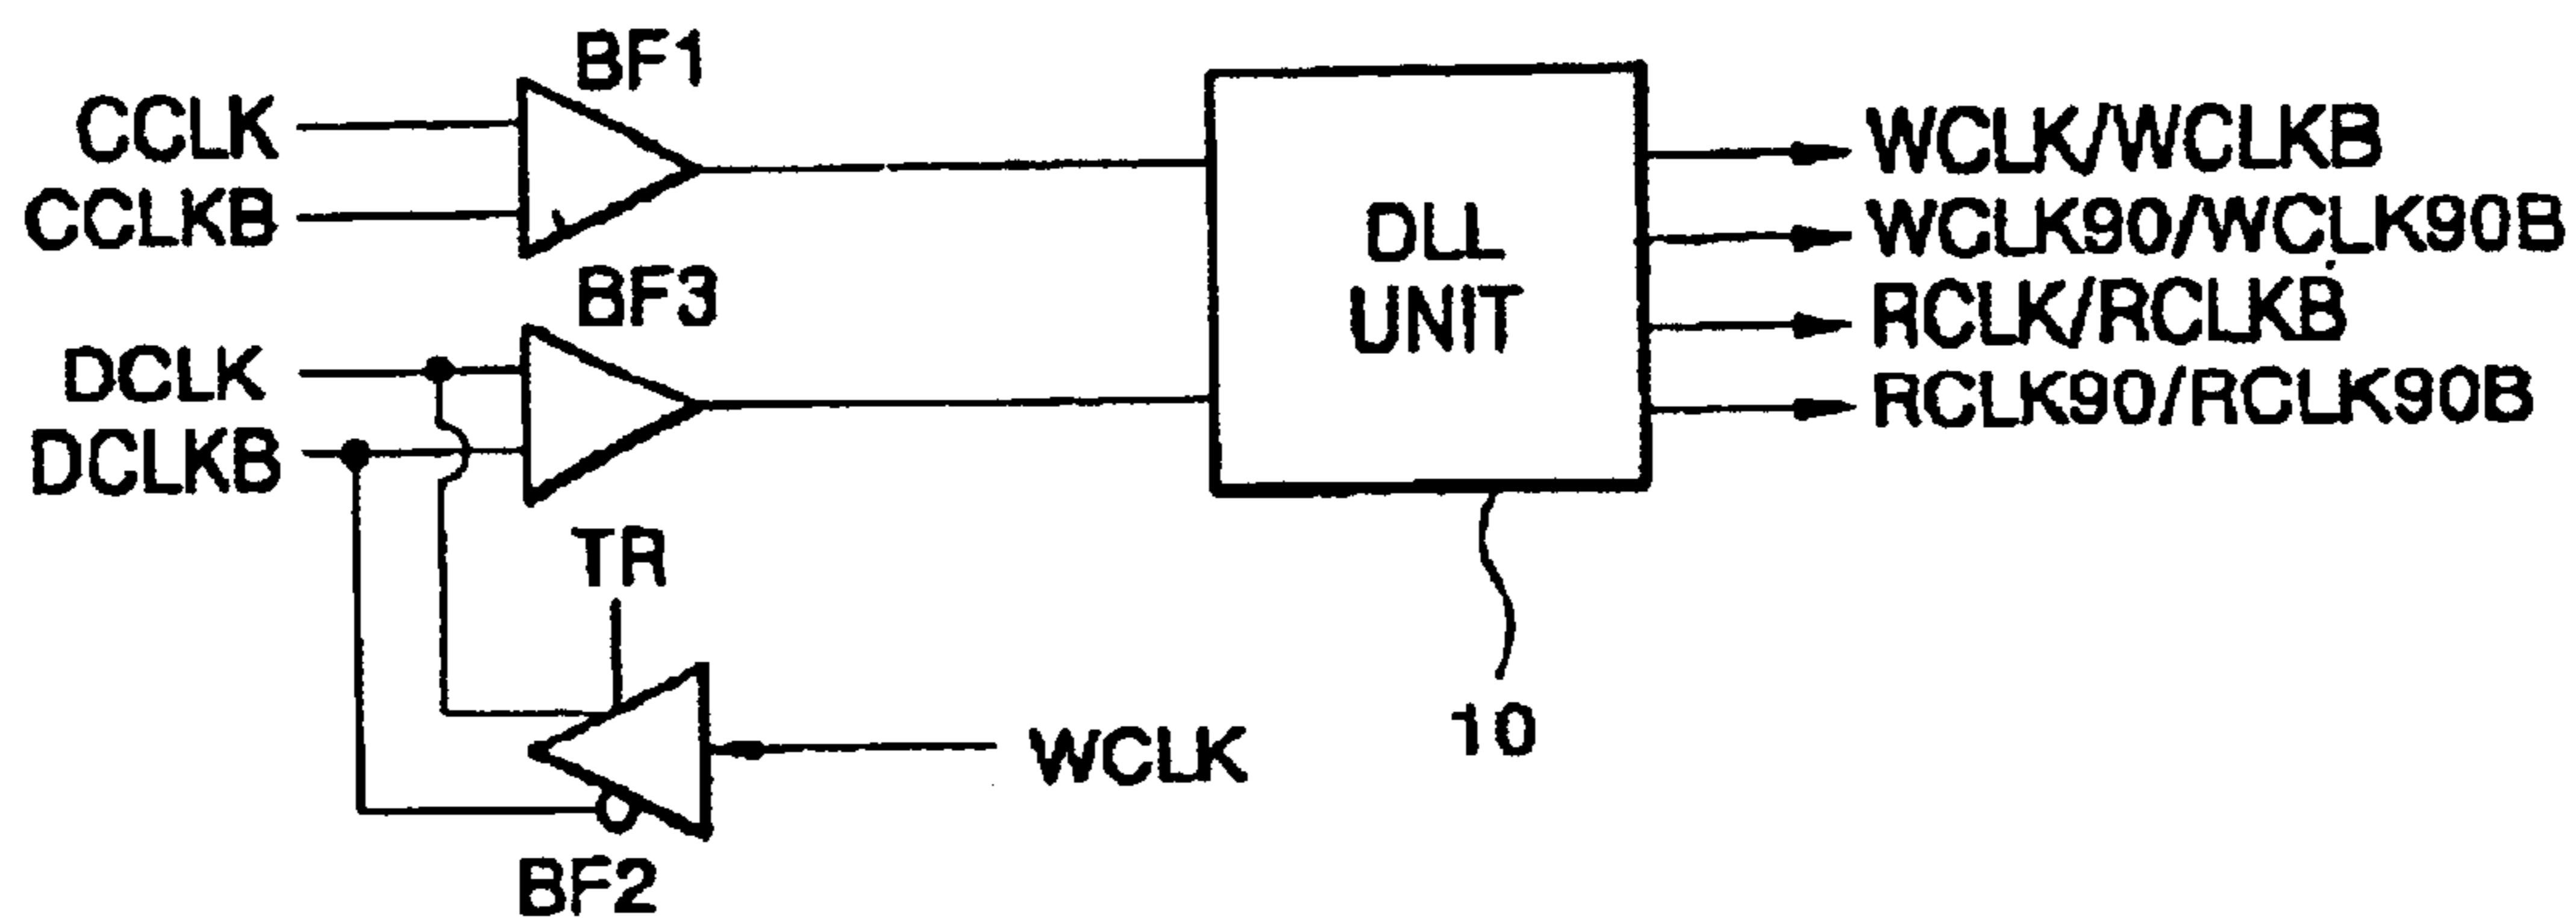 BF1
CCLK
CCLKB
BF3
DCLK
DCLKB
TR
WCLK
BF2
DLL
UNIT
10
WCLK/WCLKB
WCLK90/WCLK90B
RCLK/RCLKB
RCLK90/RCLK90B